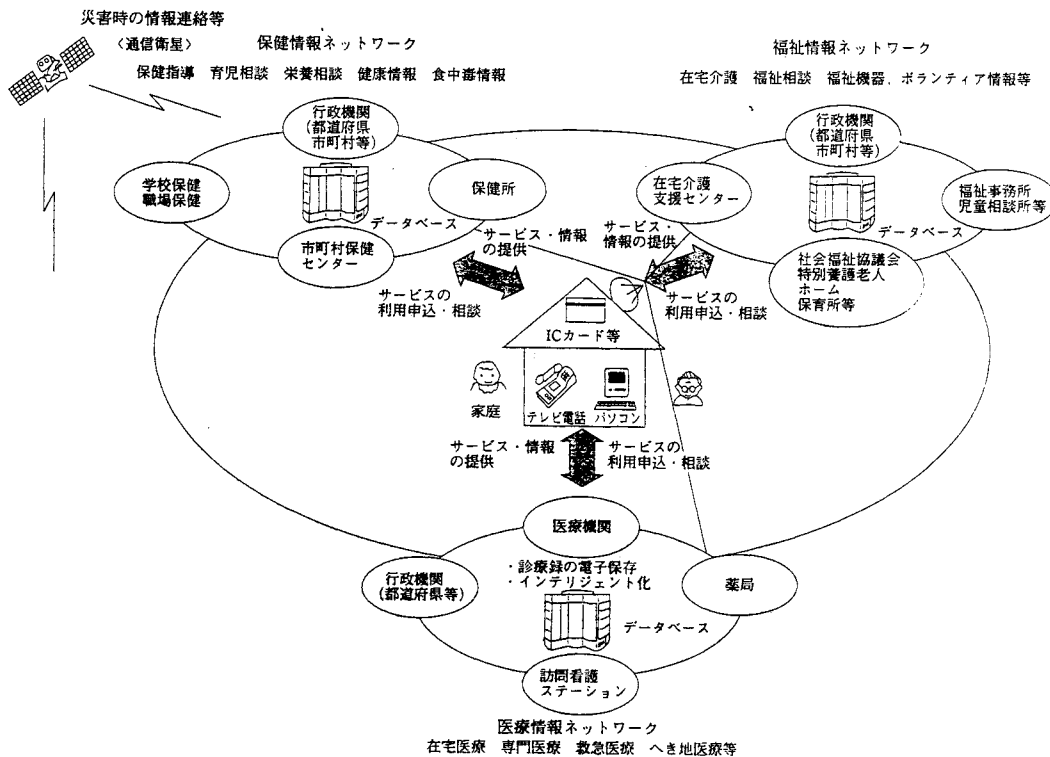 災害時の情報連絡等
〈通信衛星〉
保健情報ネットワーク
保健指導　育児相談　栄養相談　健康情報　食中毒情報
福祉情報ネットワーク
在宅介護　福祉相談　福祉機器、ボランティア情報等
行政機関
(都道府県
市町村等)
学校保健
職場保健
保健所
データベース
市町村保健
センター
行政機関
(都道府県
市町村等)
在宅介護
支援センター
福祉事務所
児童相談所等
データベース
社会福祉協議会
特別養護老人
ホーム
保育所等
サービス・情報
の提供
サービスの
利用申込・相談
サービス・
情報の提供
サービスの
利用申込・相談
ICカード等
家庭
テレビ電話
パソコン
サービス・情報
の提供
サービスの
利用申込・相談
医療機関
・診療録の電子保存
・インテリジェント化
行政機関
(都道府県等)
薬局
データベース
訪問看護
ステーション
医療情報ネットワーク
在宅医療　専門医療　救急医療　へき地医療等